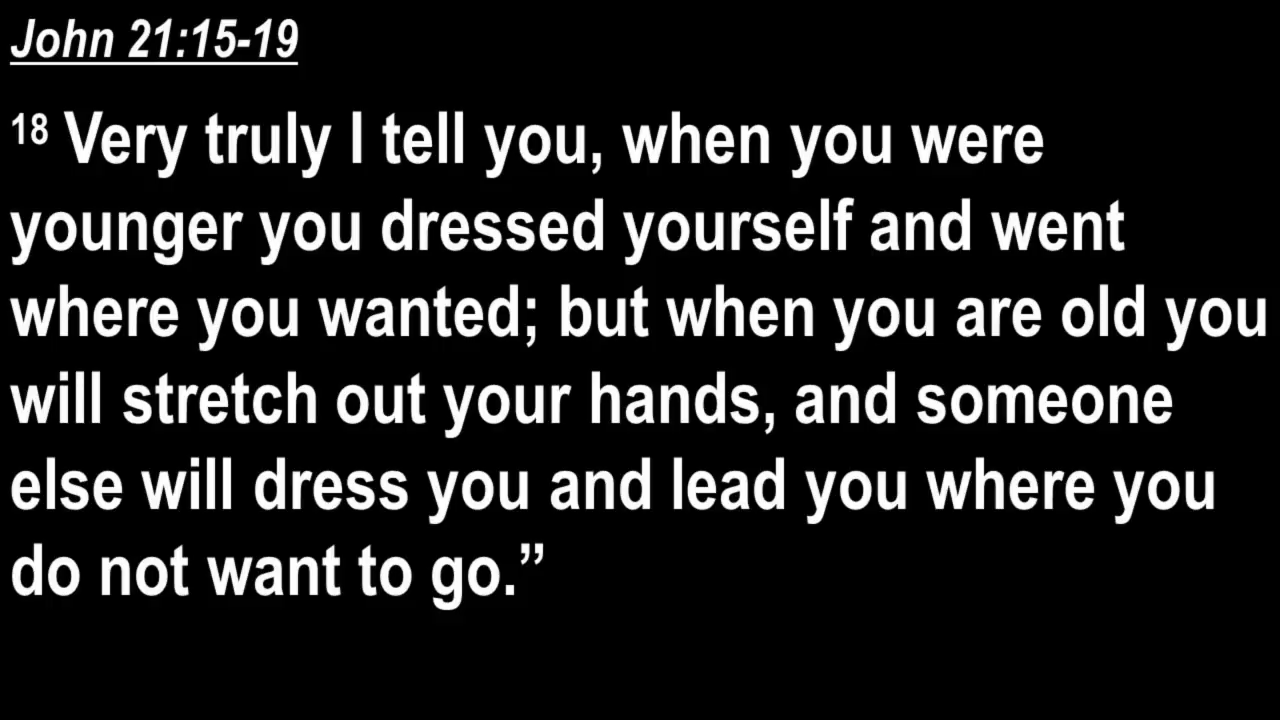 John 21:15-19
18 Very truly I tell you, when you were
younger you dressed yourself and went
where you wanted; but when you are old you
will stretch out your hands, and someone
else will dress you and lead you where you
do not want to go.”